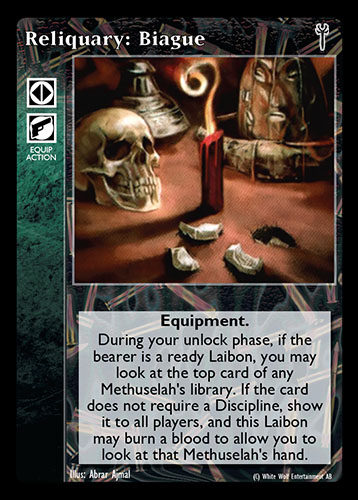 Reliquary: Biague
EQUIP
ACTION
Equipment.
During your unlock phase, if the
bearer is a ready Laibon, you may
look at the top card of any
Methuselah's library. If the card
does not require a Discipline, show
it to all players, and this Laibon
may burn a blood to allow you to
look at that Methuselah's hand.
Illus: Abrar Ajmal
(C) White Wolf Entertainment AB